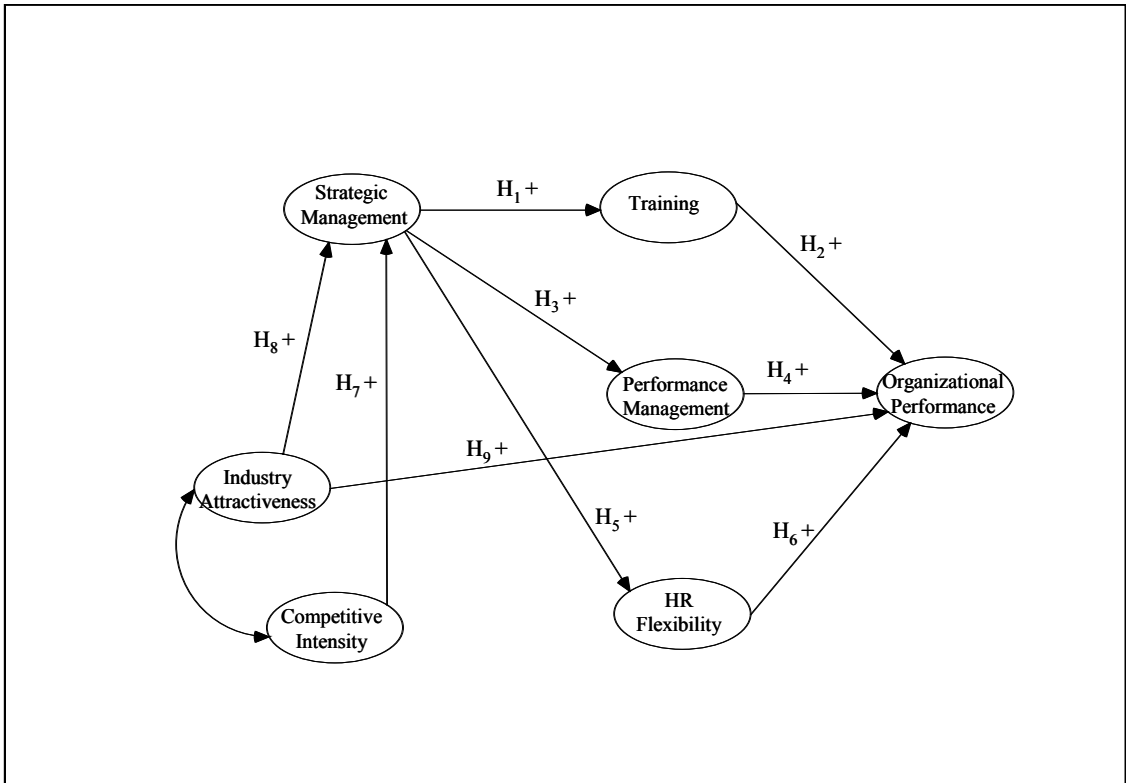 Strategic
Management
H1+
Training
H2+
H3+
H8+
H7+
Performance
Management
H4+
Organizational
Performance
H9+
Industry
Attractiveness
H5+
H6+
HR
Flexibility
Competitive
Intensity